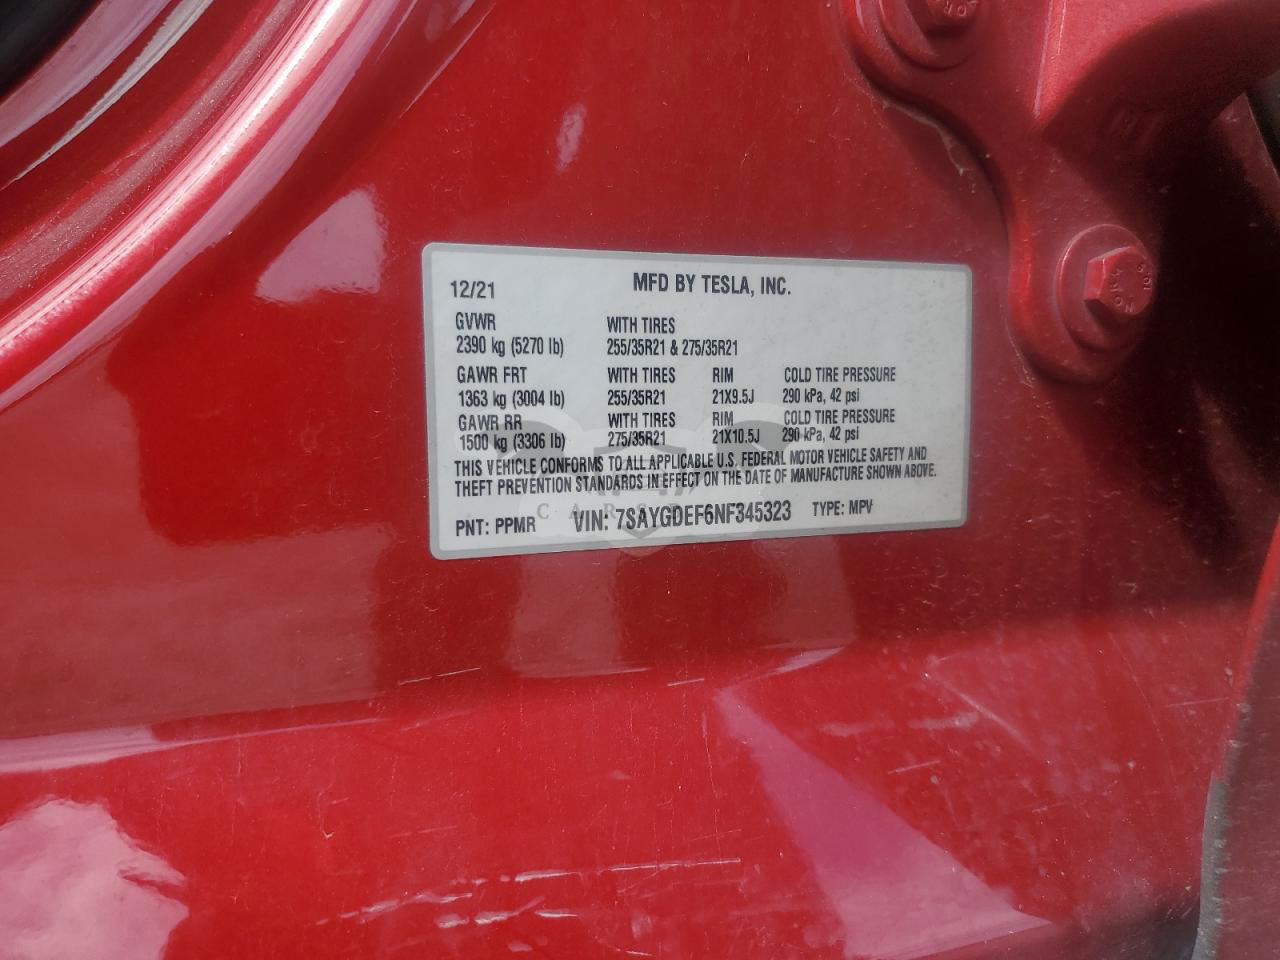 12/21 MFD BY TESLA, INC.
GVWR WITH TIRES
2390 kg (5270 lb) 255/35R21 & 275/35R21
GAWR FRT WITH TIRES RIM COLD TIRE PRESSURE
1363 kg (3004 lb) 255/35R21 21X9.5J 290 kPa, 42 psi
GAWR RR WITH TIRES RIM COLD TIRE PRESSURE
1500 kg (3306 lb) 275/35R21 21X10.5J 290 kPa, 42 psi
THIS VEHICLE CONFORMS TO ALL APPLICABLE U.S. FEDERAL MOTOR VEHICLE SAFETY AND
THEFT PREVENTION STANDARDS IN EFFECT ON THE DATE OF MANUFACTURE SHOWN ABOVE.
PNT: PPMR VIN: 7SAYGDEF6NF345323 TYPE: MPV